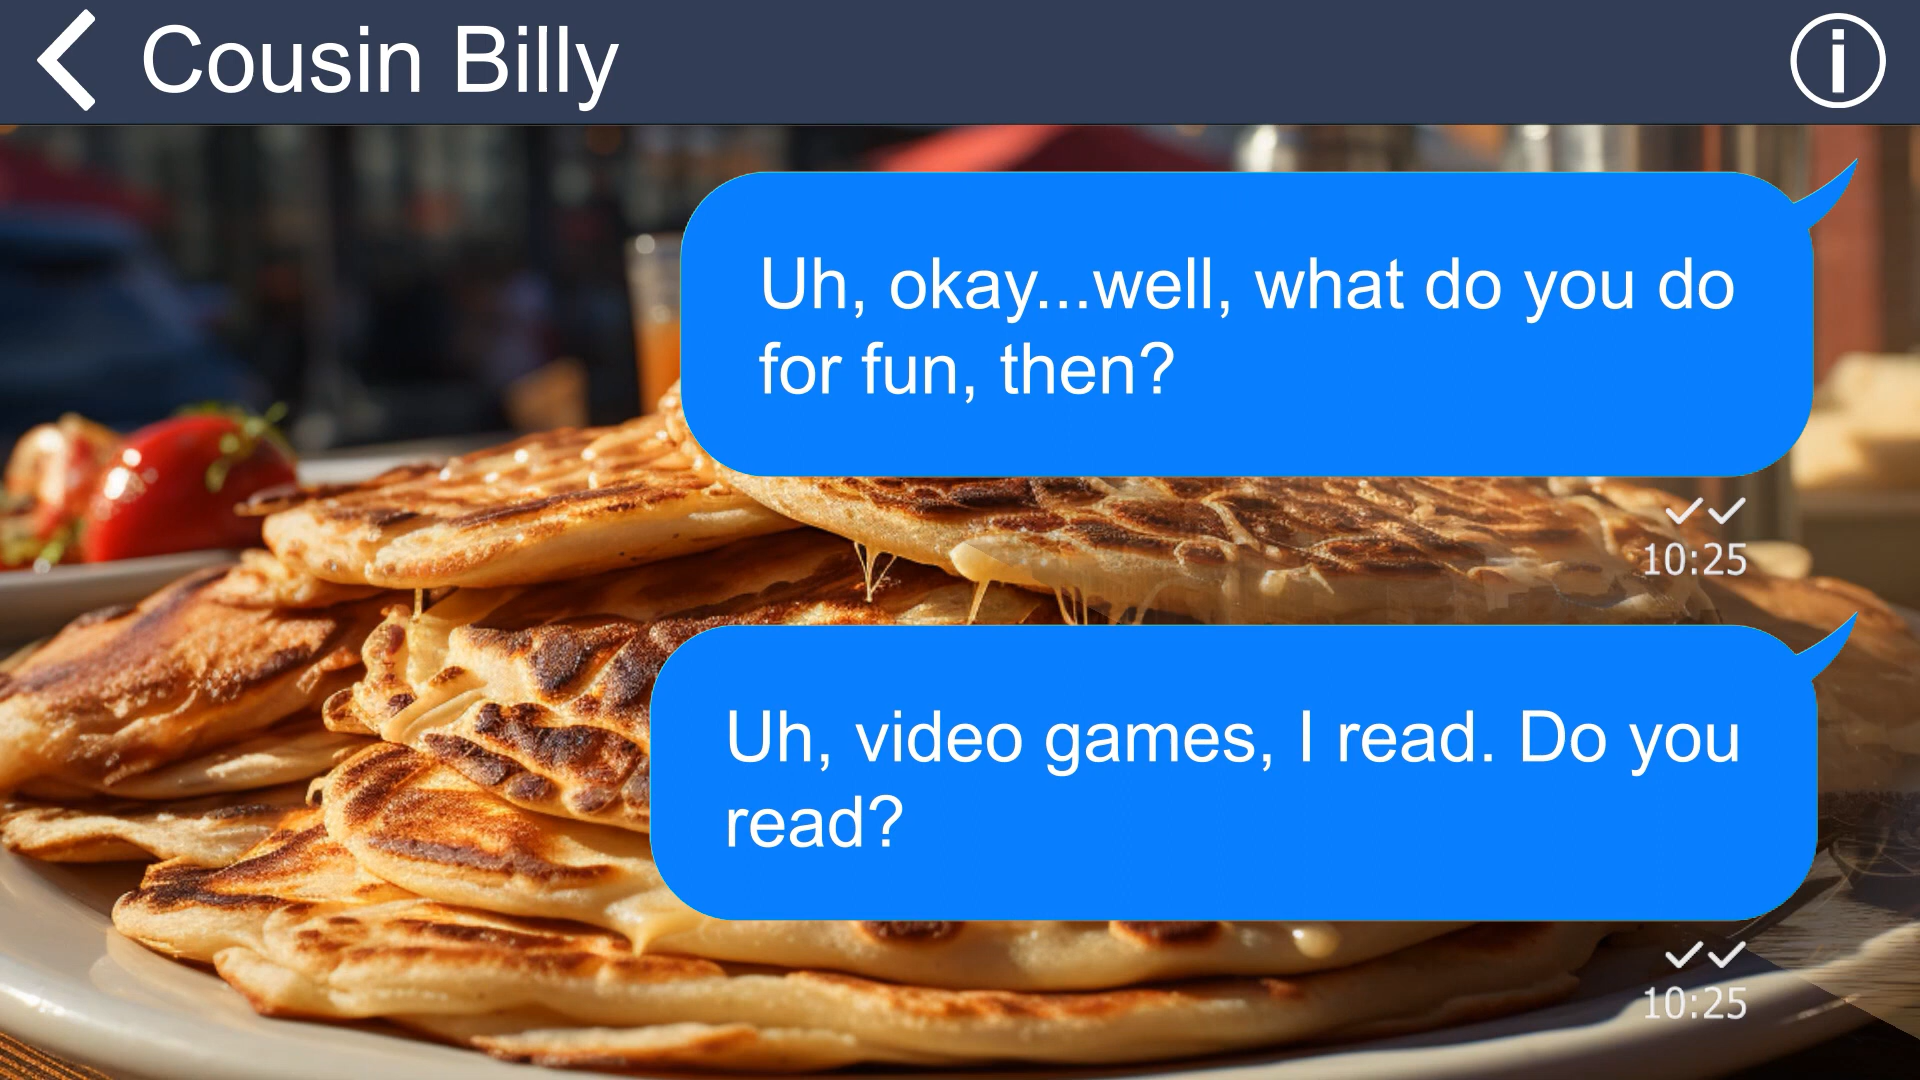 Cousin Billy
Uh, okay...well, what do you do
for fun, then?
10:25
Uh, video games, I read. Do you
read?
10:25